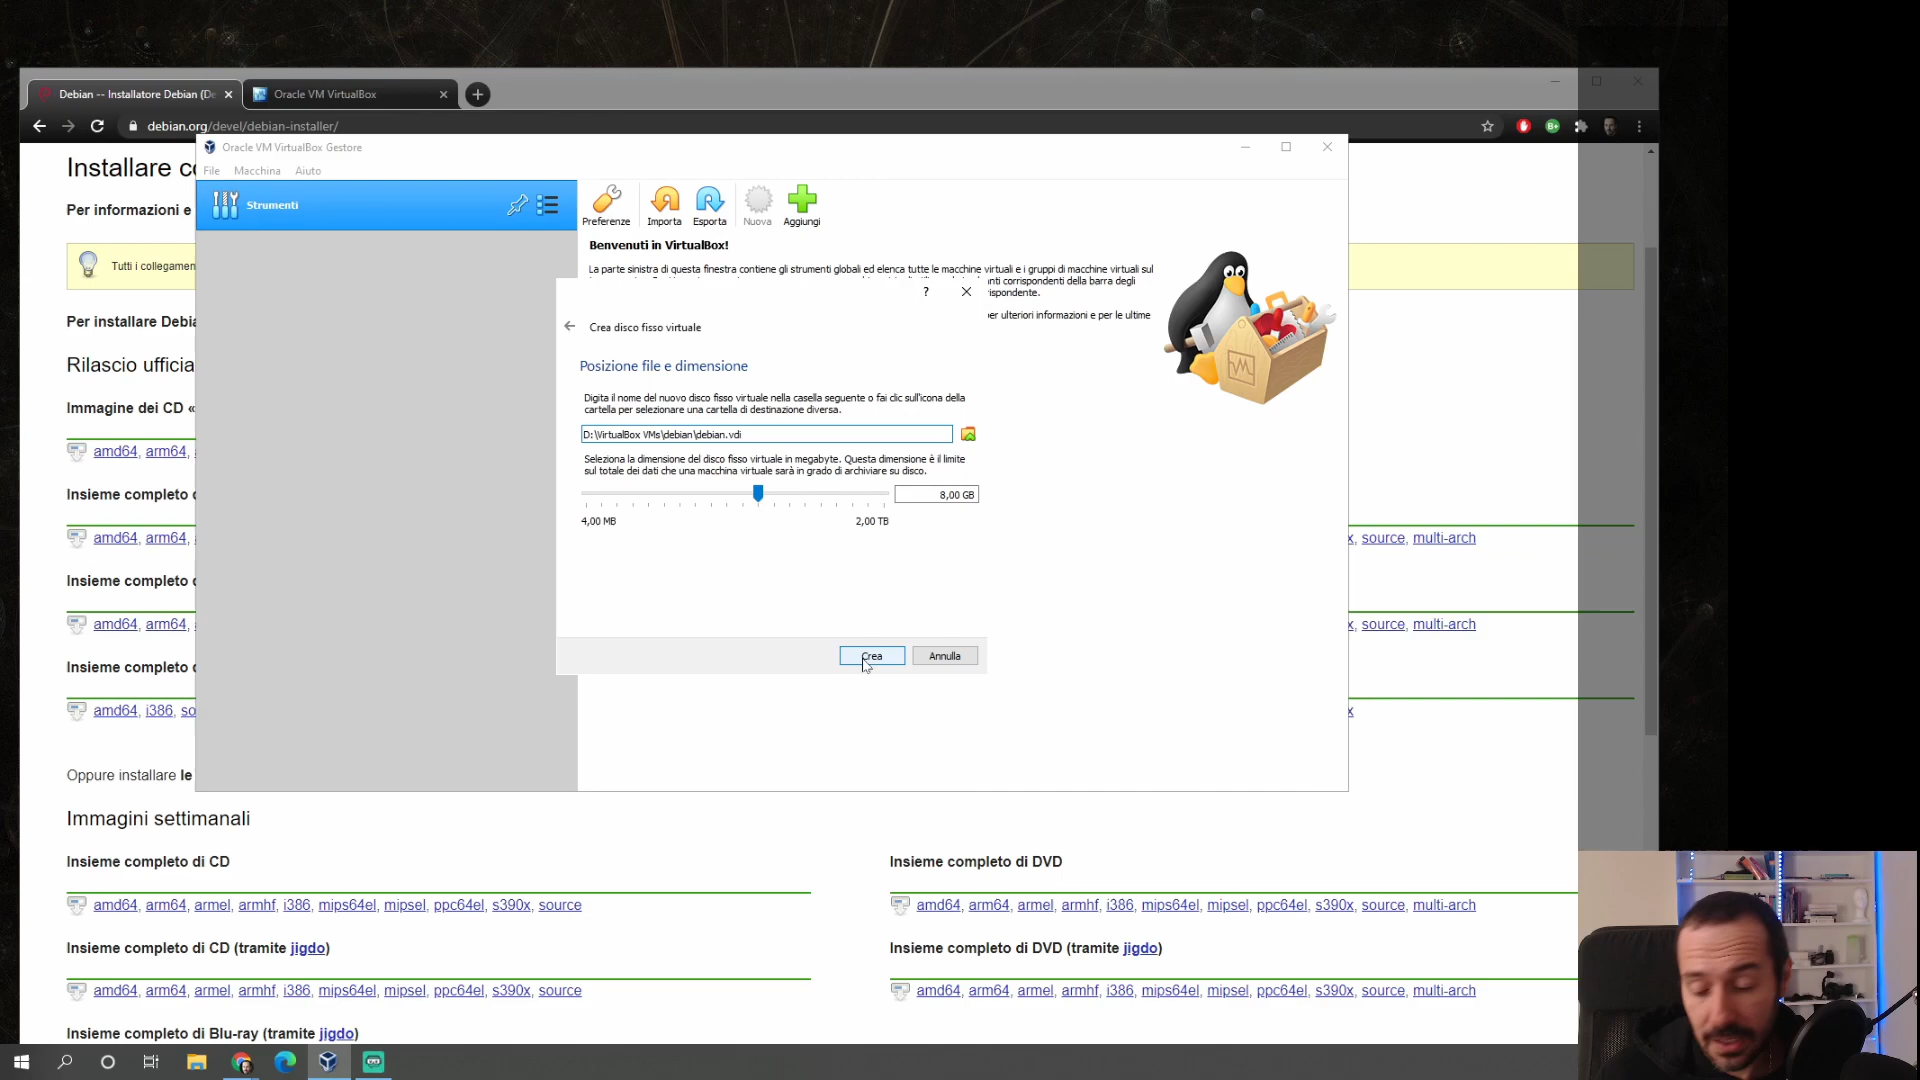 Debian -- Installatore Debian (De
Oracle VM VirtualBox
debian.org/devel/debian-installer/
Installare c
Per informazioni e
Tutti i collegamen
Per installare Debia
Rilascio ufficia
Immagine dei CD «
amd64, arm64,
Insieme completo
amd64, arm64,
source, multi-arch
Insieme completo
amd64, arm64,
source, multi-arch
Insieme completo
amd64, i386, so
Oppure installare le
Oracle VM VirtualBox Gestore
File Macchina Aiuto
Strumenti
Preferenze Importa Esporta Nuova Aggiungi
Benvenuti in VirtualBox!
La parte sinistra di questa finestra contiene gli strumenti globali ed elenca tutte le macchine virtuali e i gruppi di macchine virtuali sul
nti corrispondenti della barra degli
ispondente.
per ulteriori informazioni e per le ultime
?
Crea disco fisso virtuale
Posizione file e dimensione
Digita il nome del nuovo disco fisso virtuale nella casella seguente o fai clic sull'icona della
cartella per selezionare una cartella di destinazione diversa.
D:\VirtualBox VMs\debian\debian.vdi
Seleziona la dimensione del disco fisso virtuale in megabyte. Questa dimensione è il limite
sul totale dei dati che una macchina virtuale sarà in grado di archiviare su disco.
8,00 GB
4,00 MB 2,00 TB
Crea Annulla
Immagini settimanali
Insieme completo di CD
amd64, arm64, armel, armhf, i386, mips64el, mipsel, ppc64el, s390x, source
Insieme completo di CD (tramite jigdo)
amd64, arm64, armel, armhf, i386, mips64el, mipsel, ppc64el, s390x, source
Insieme completo di Blu-ray (tramite jigdo)
Insieme completo di DVD
amd64, arm64, armel, armhf, i386, mips64el, mipsel, ppc64el, s390x, source, multi-arch
Insieme completo di DVD (tramite jigdo)
amd64, arm64, armel, armhf, i386, mips64el, mipsel, ppc64el, s390x, source, multi-arch